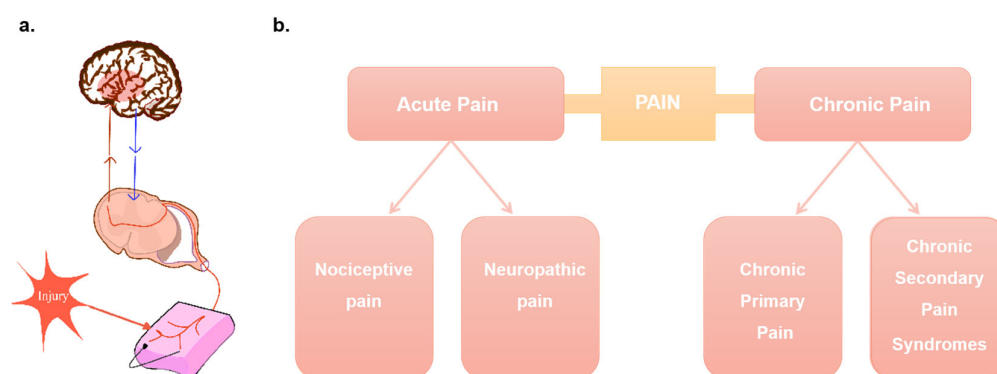 a.
b.
Acute Pain
PAIN
Chronic Pain
Nociceptive
pain
Neuropathic
pain
Chronic
Primary
Pain
Chronic
Secondary
Pain
Syndromes
Injury